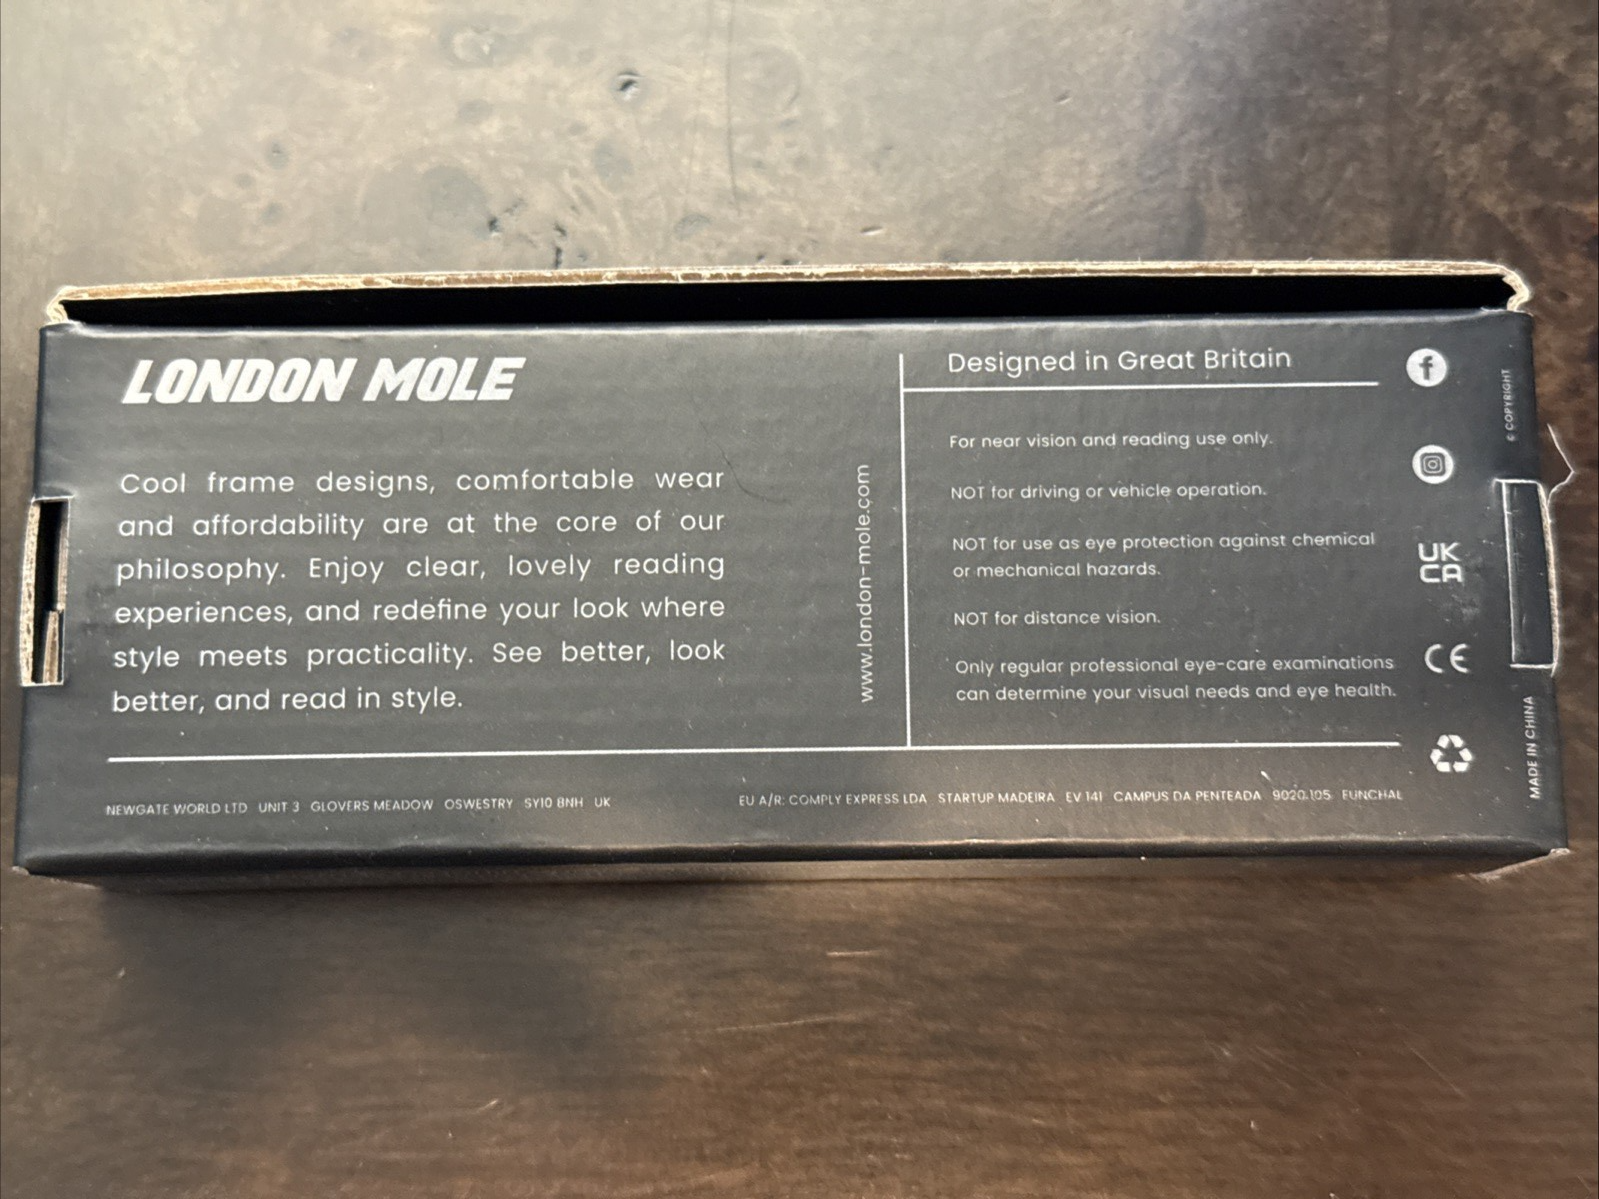 LONDON MOLE
Cool frame designs, comfortable wear
and affordability are at the core of our
philosophy. Enjoy clear, lovely reading
experiences, and redefine your look where
style meets practicality. See better, look
better, and read in style.
www.london-mole.com
Designed in Great Britain
For near vision and reading use only.
NOT for driving or vehicle operation.
NOT for use as eye protection against chemical
or mechanical hazards.
NOT for distance vision.
Only regular professional eye-care examinations
can determine your visual needs and eye health.
f
UK
CA
CE
© COPYRIGHT
MADE IN CHINA
NEWGATE WORLD LTD UNIT 3 GLOVERS MEADOW OSWESTRY SY10 8NH UK
EU A/R: COMPLY EXPRESS LDA STARTUP MADEIRA EV 141 CAMPUS DA PENTEADA 9020.105 FUNCHAL